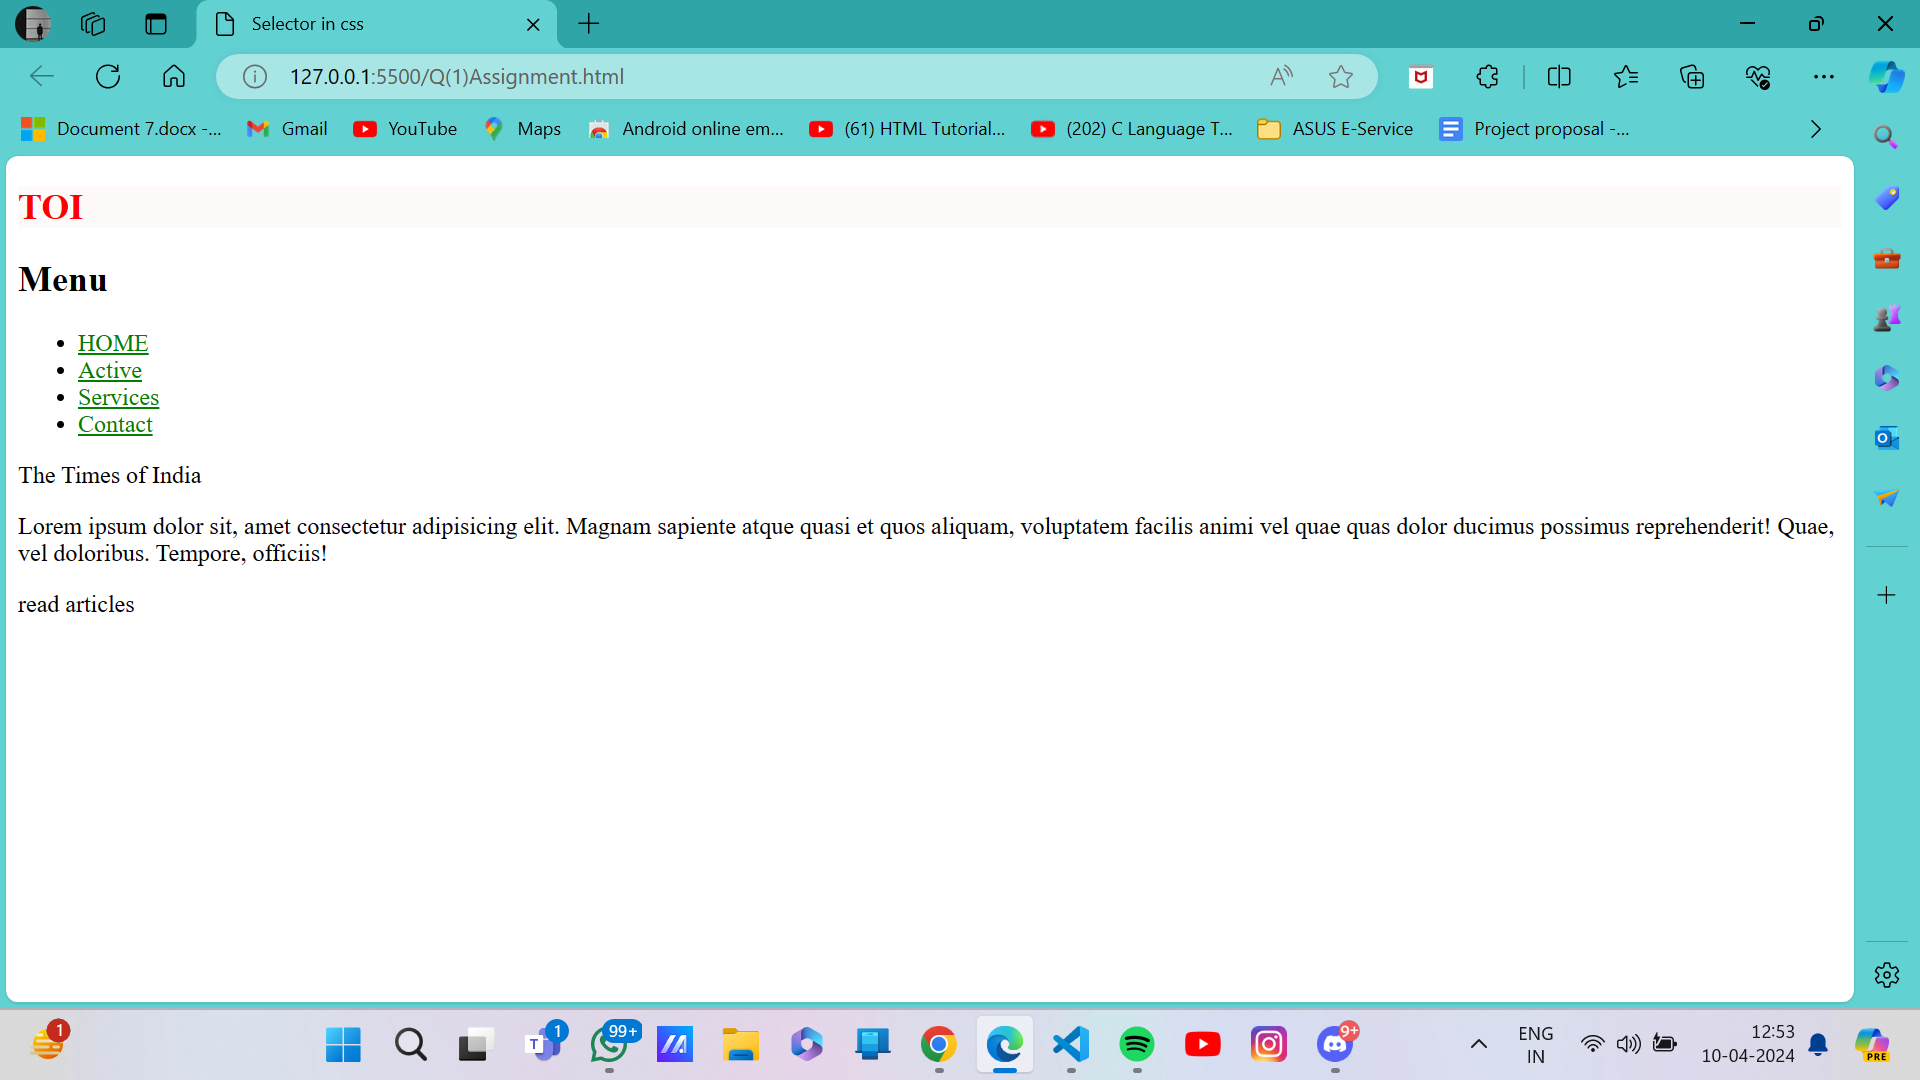 Selector in css
127.0.0.1:5500/Q(1)Assignment.html
Document 7.docx -... Gmail YouTube Maps Android online em... (61) HTML Tutorial... (202) C Language T... ASUS E-Service Project proposal -...
TOI
Menu
HOME
Active
Services
Contact
The Times of India
Lorem ipsum dolor sit, amet consectetur adipisicing elit. Magnam sapiente atque quasi et quos aliquam, voluptatem facilis animi vel quae quas dolor ducimus possimus reprehenderit! Quae,
vel doloribus. Tempore, officiis!
read articles
1 T 1 99+ 9+ ENG 12:53
IN 10-04-2024 PRE